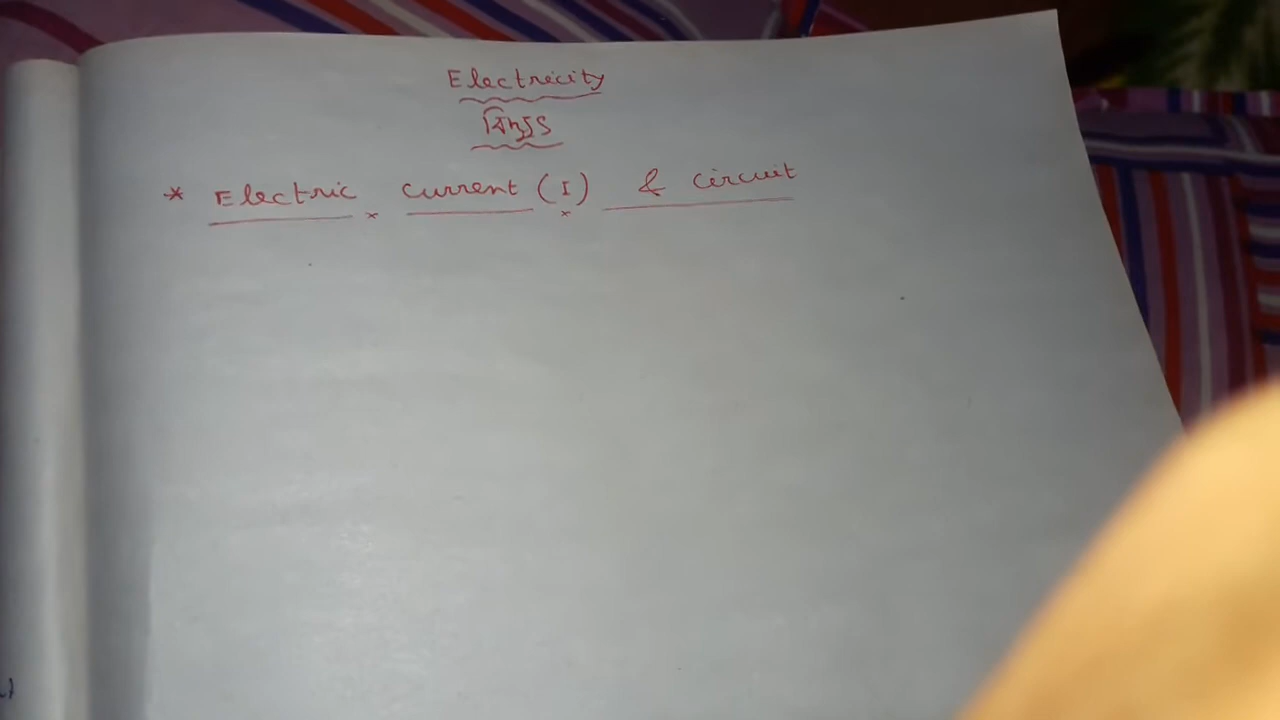 Electricity
বিদ্যুৎ
* Electric current (I) & circuit